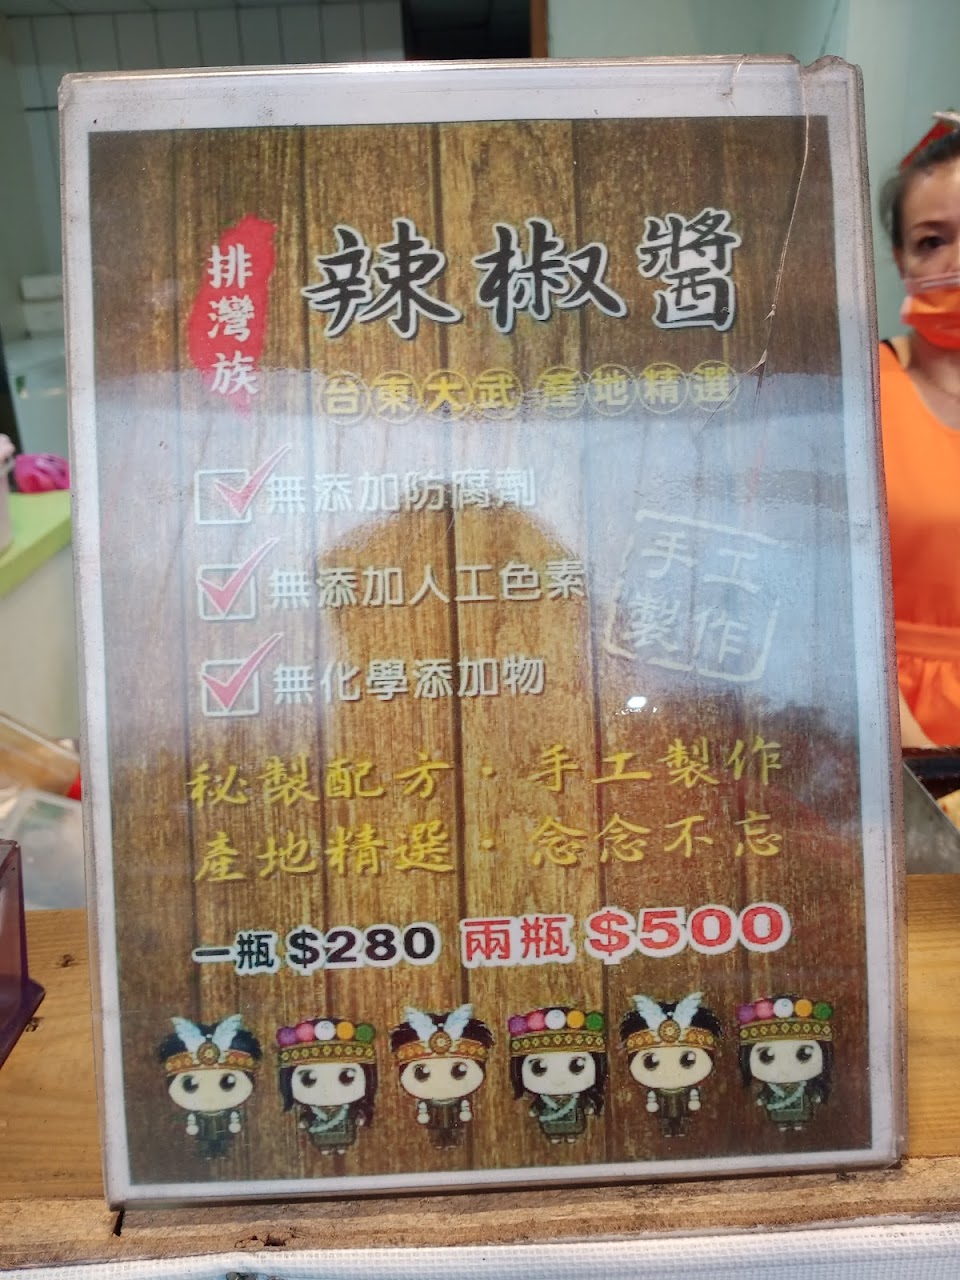 排灣族
辣椒醬
台東大武 產地精選
無添加防腐劑
無添加人工色素
手工
製作
無化學添加物
秘製配方・手工製作
產地精選・念念不忘
一瓶 $280 兩瓶 $500